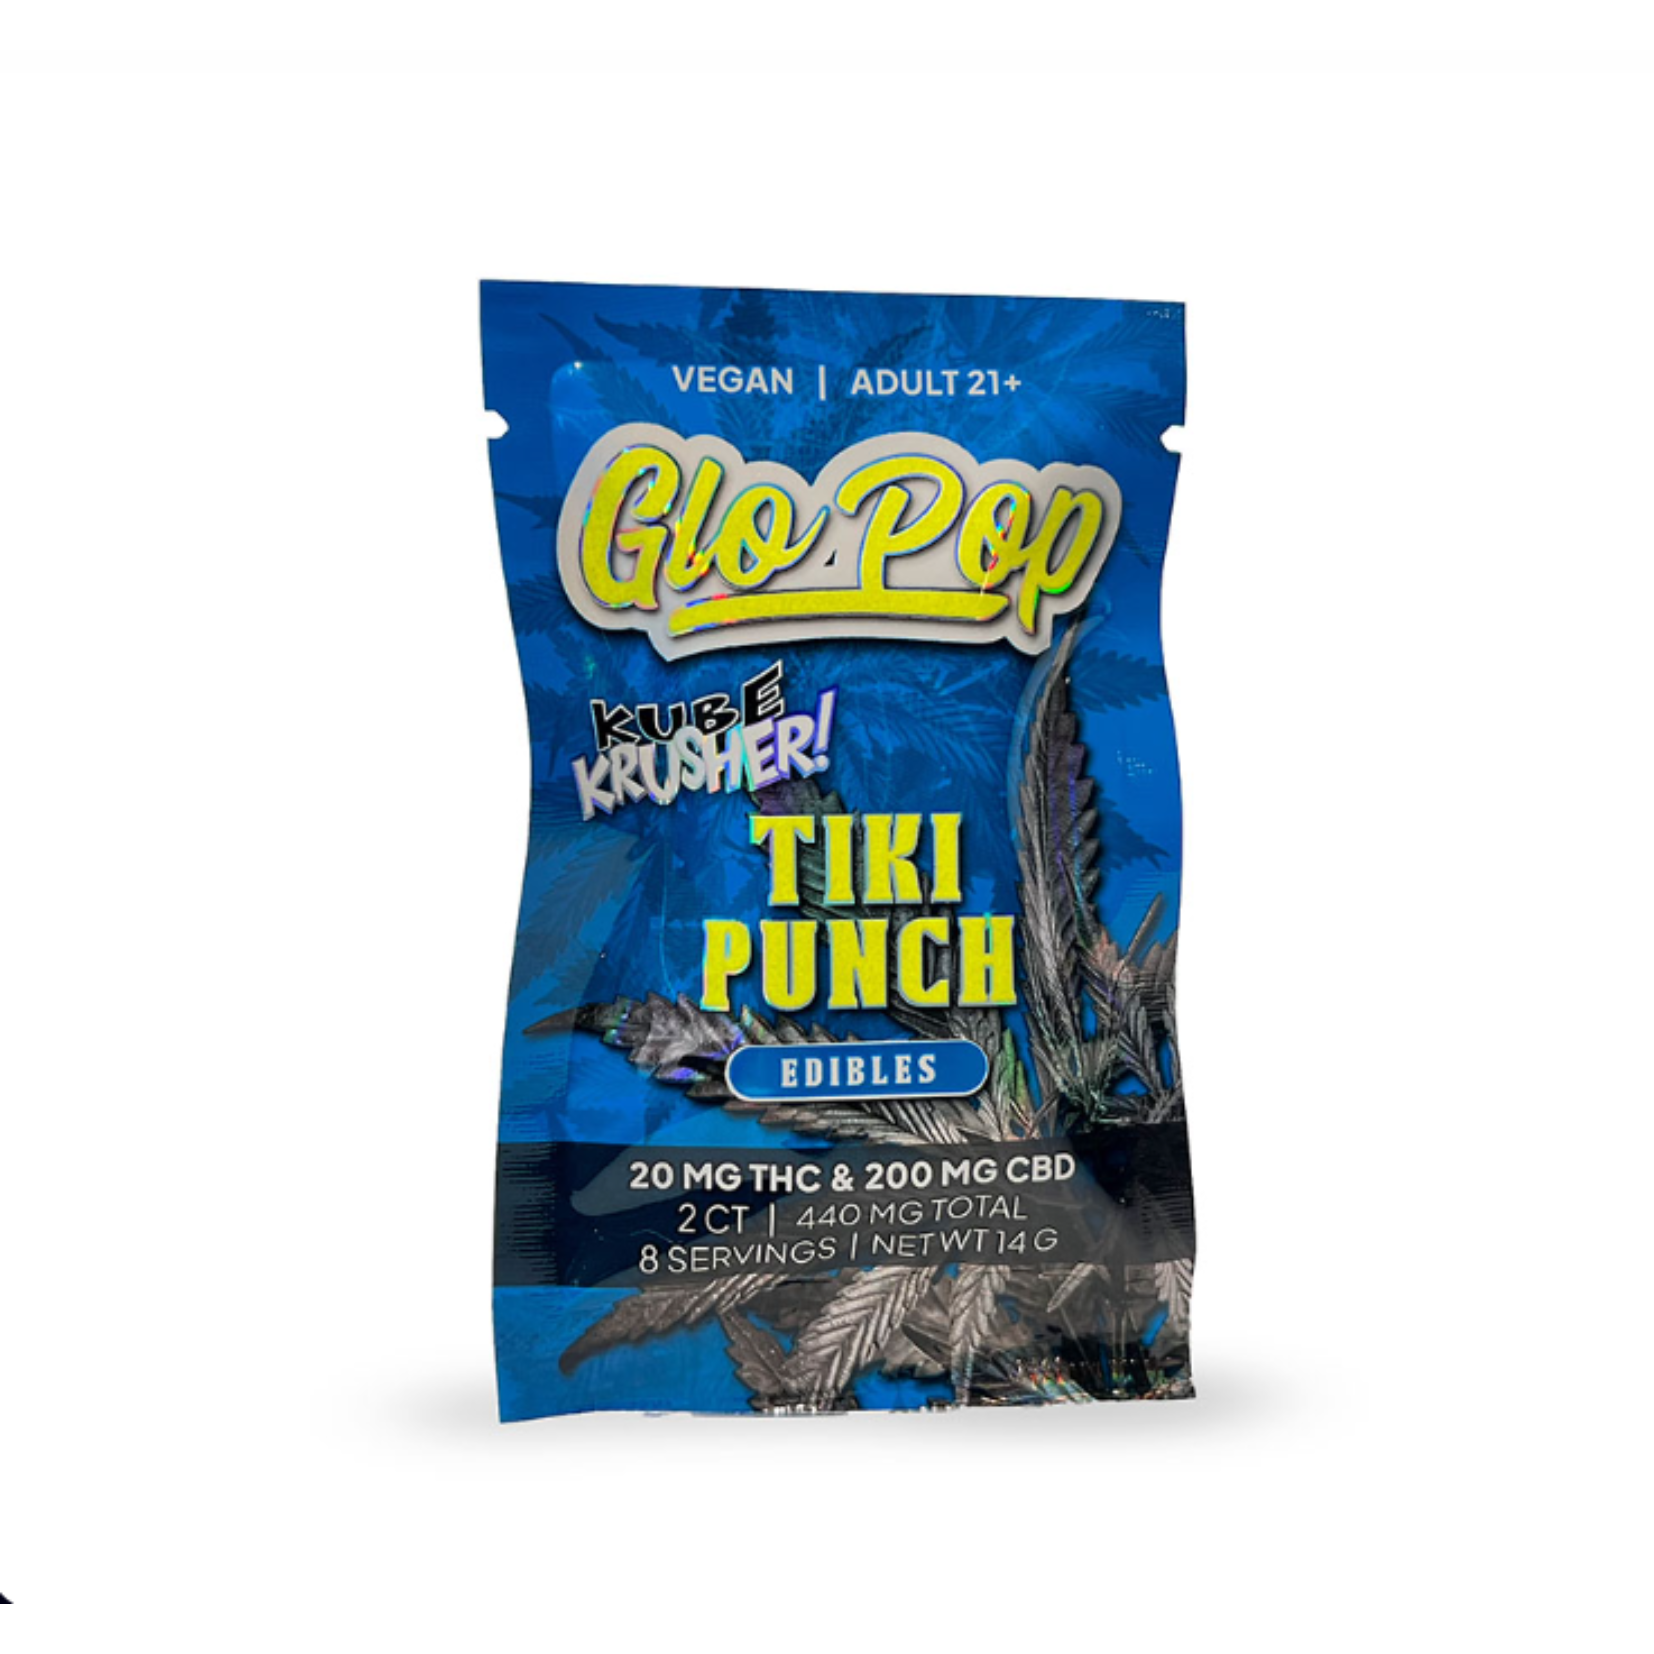 VEGAN | ADULT 21+
Glo Pop
KUBE
KRUSHER!
TIKI
PUNCH
EDIBLES
20 MG THC & 200 MG CBD
2 CT | 440 MG TOTAL
8 SERVINGS | NET WT 14 G